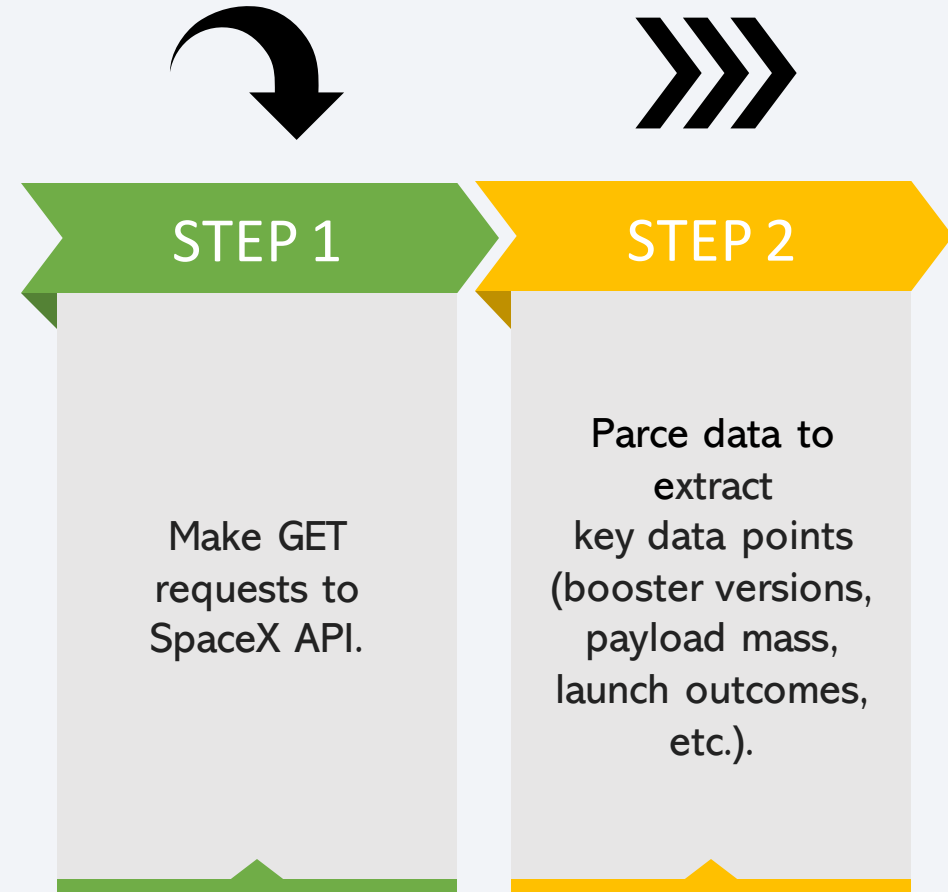 STEP 1
Make GET
requests to
SpaceX API.
STEP 2
Parce data to
extract
key data points
(booster versions,
payload mass,
launch outcomes,
etc.).